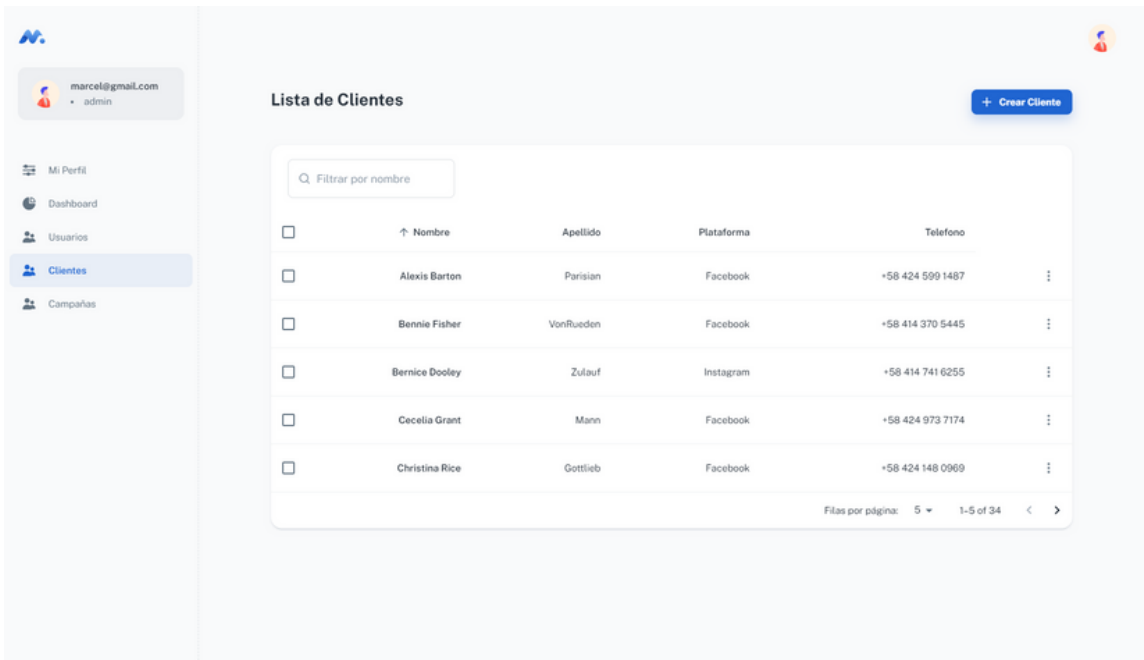 marcel@gmail.com
• admin
Mi Perfil
Dashboard
Usuarios
Clientes
Campañas
Lista de Clientes
+ Crear Cliente
Filtrar por nombre
↑ Nombre Apellido Plataforma Telefono
Alexis Barton Parisian Facebook +58 424 599 1487
Bennie Fisher VonRueden Facebook +58 414 370 5445
Bernice Dooley Zulauf Instagram +58 414 741 6255
Cecelia Grant Mann Facebook +58 424 973 7174
Christina Rice Gottlieb Facebook +58 424 148 0969
Filas por página: 5 1–5 of 34